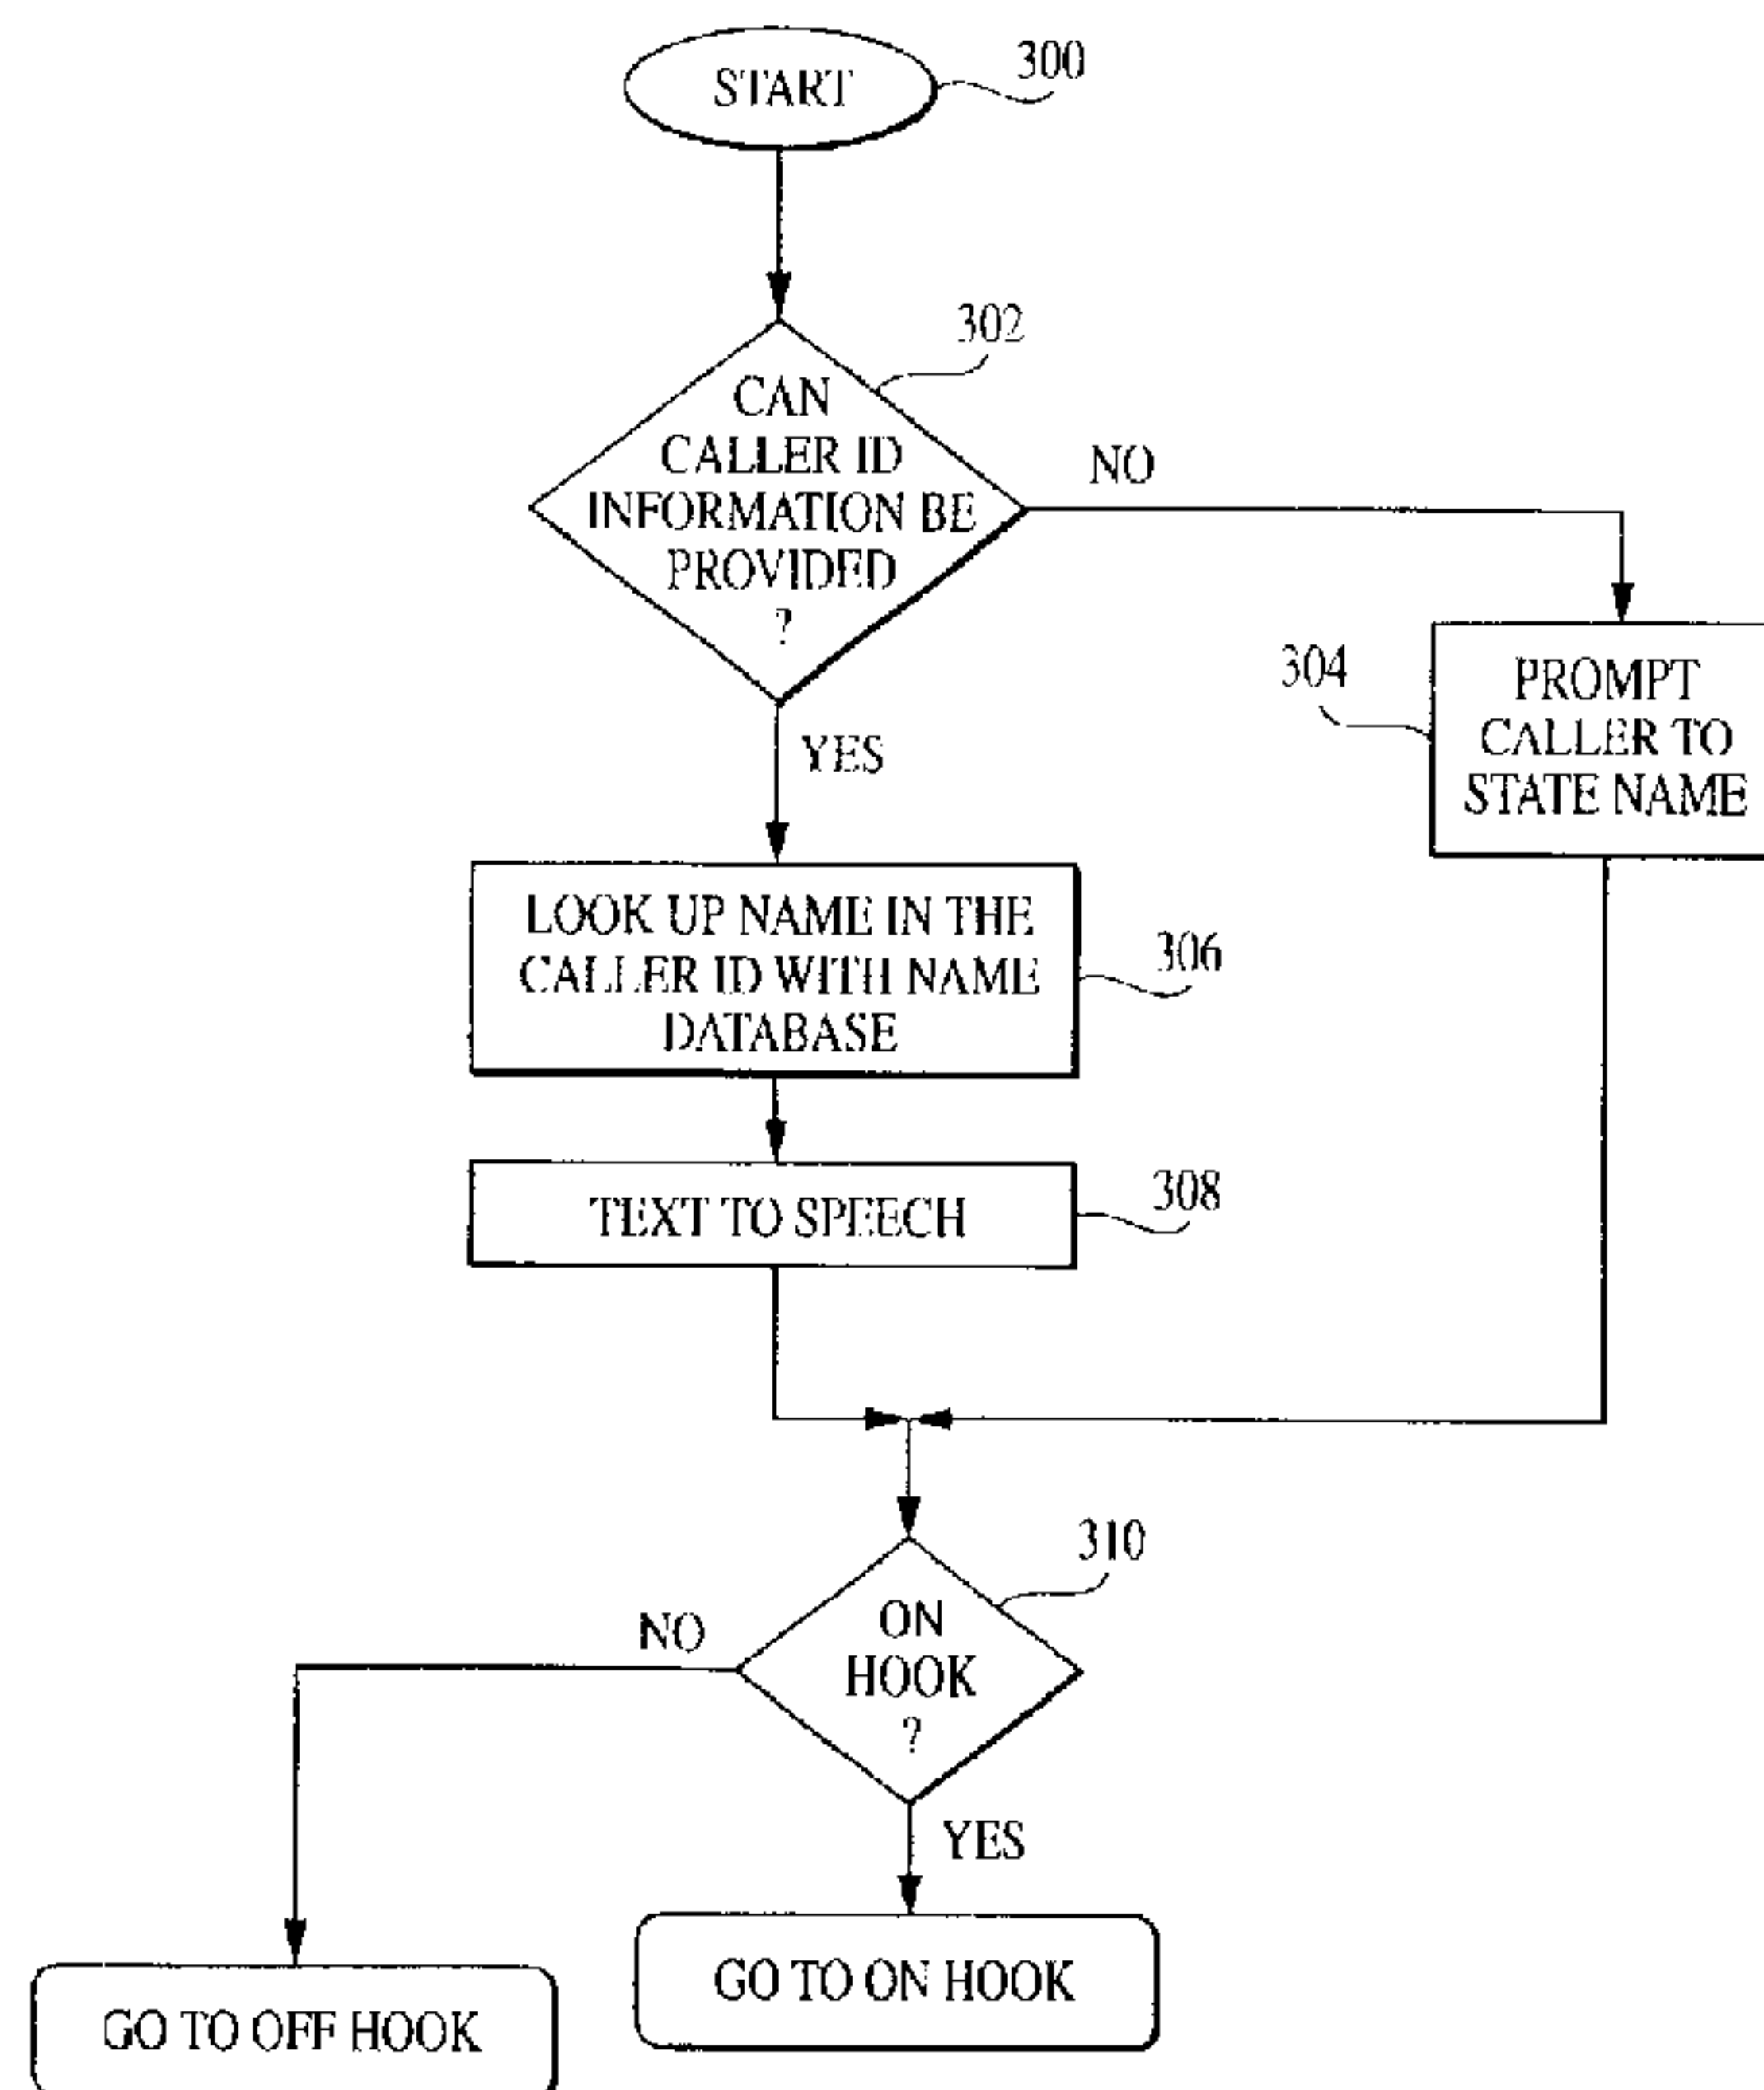 START
300
302
CAN
CALLER ID
INFORMATION BE
PROVIDED
?
NO
YES
304
PROMPT
CALLER TO
STATE NAME
LOOK UP NAME IN THE
CALLER ID WITH NAME
DATABASE
306
TEXT TO SPEECH
308
310
ON
HOOK
?
NO
YES
GO TO ON HOOK
GO TO OFF HOOK